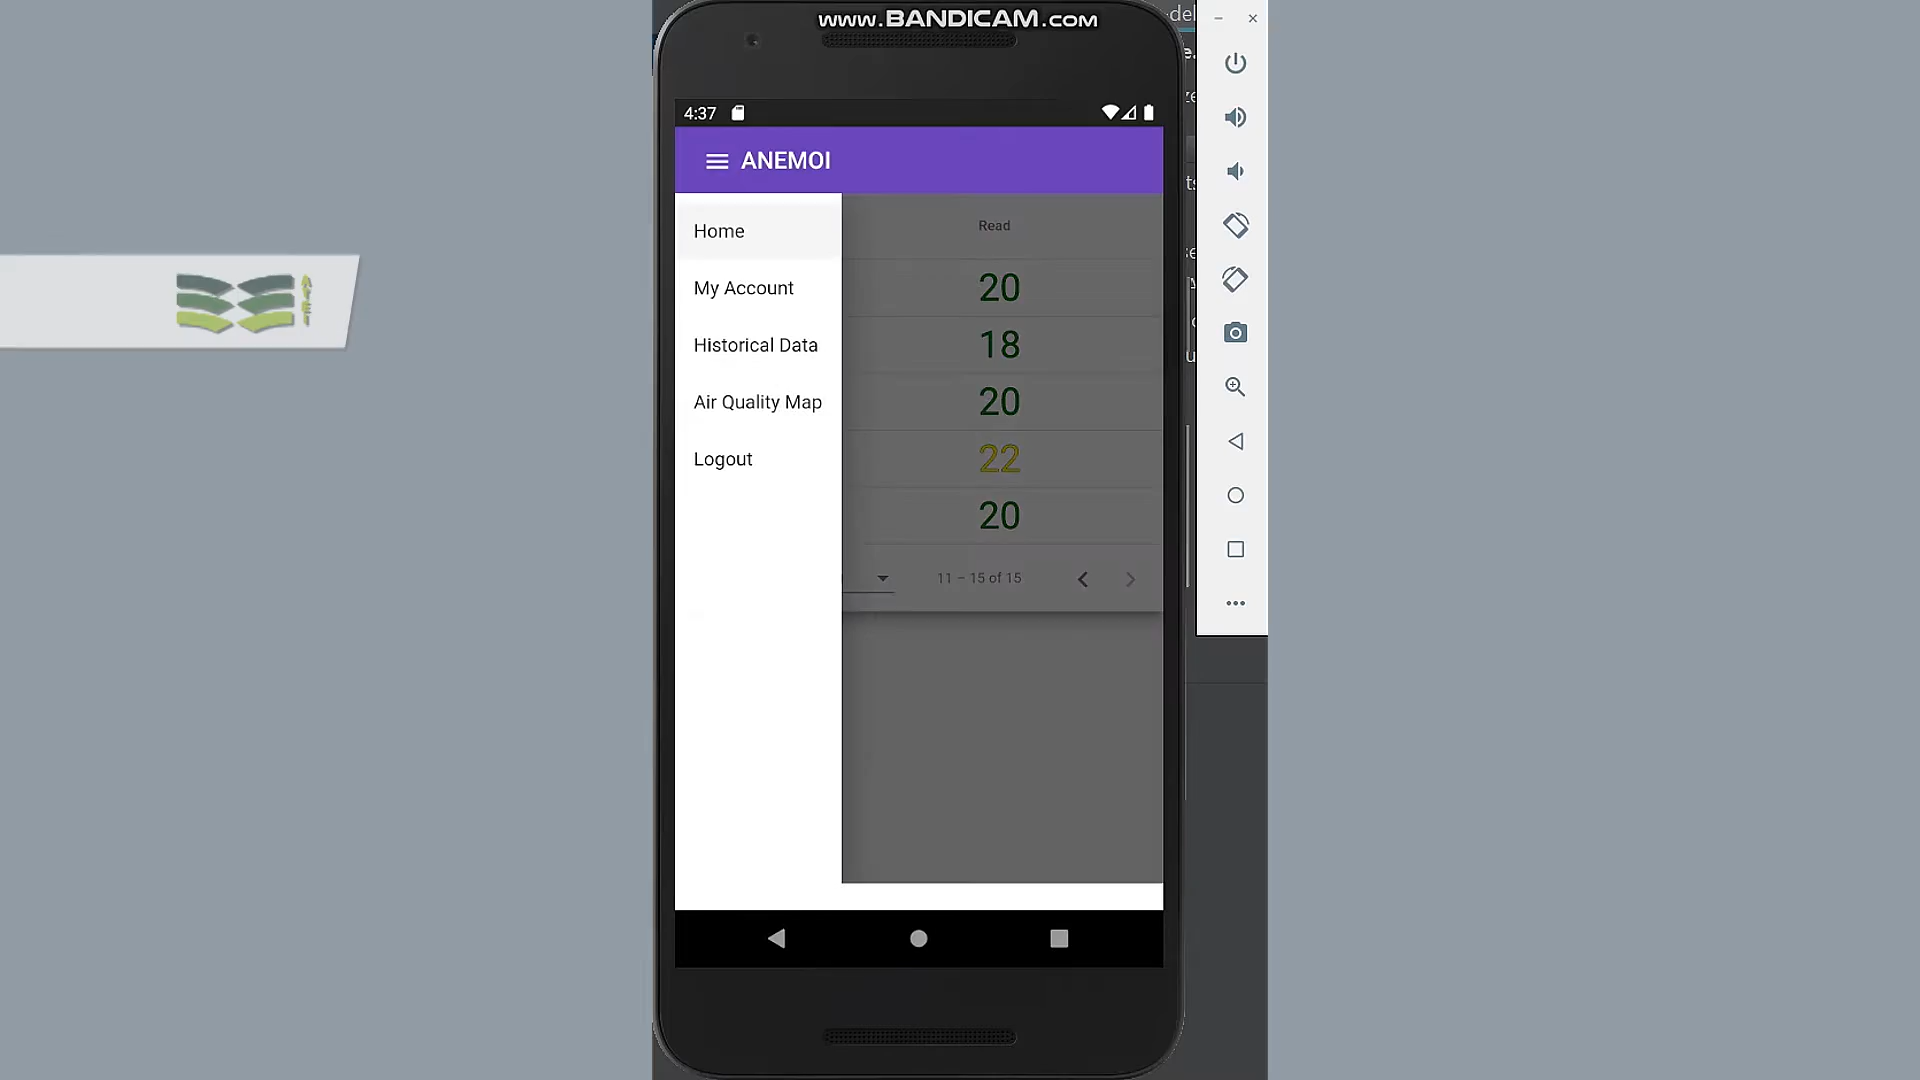 www.BANDICAM.com
4:37
ANEMOI
Home
My Account
Historical Data
Air Quality Map
Logout
Read
20
18
20
22
20
11 – 15 of 15